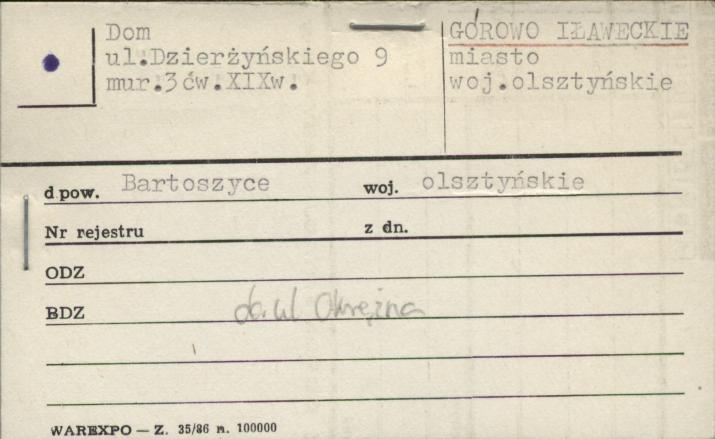 Dom
ul.Dzierżyńskiego 9
mur.3 ćw.XIXw.
GÓROWO IŁAWECKIE
miasto
woj.olsztyńskie
d pow. Bartoszyce woj. olsztyńskie
Nr rejestru z dn.
ODZ
BDZ da.ul Okrężna
WAREXPO — Z. 35/86 n. 100000